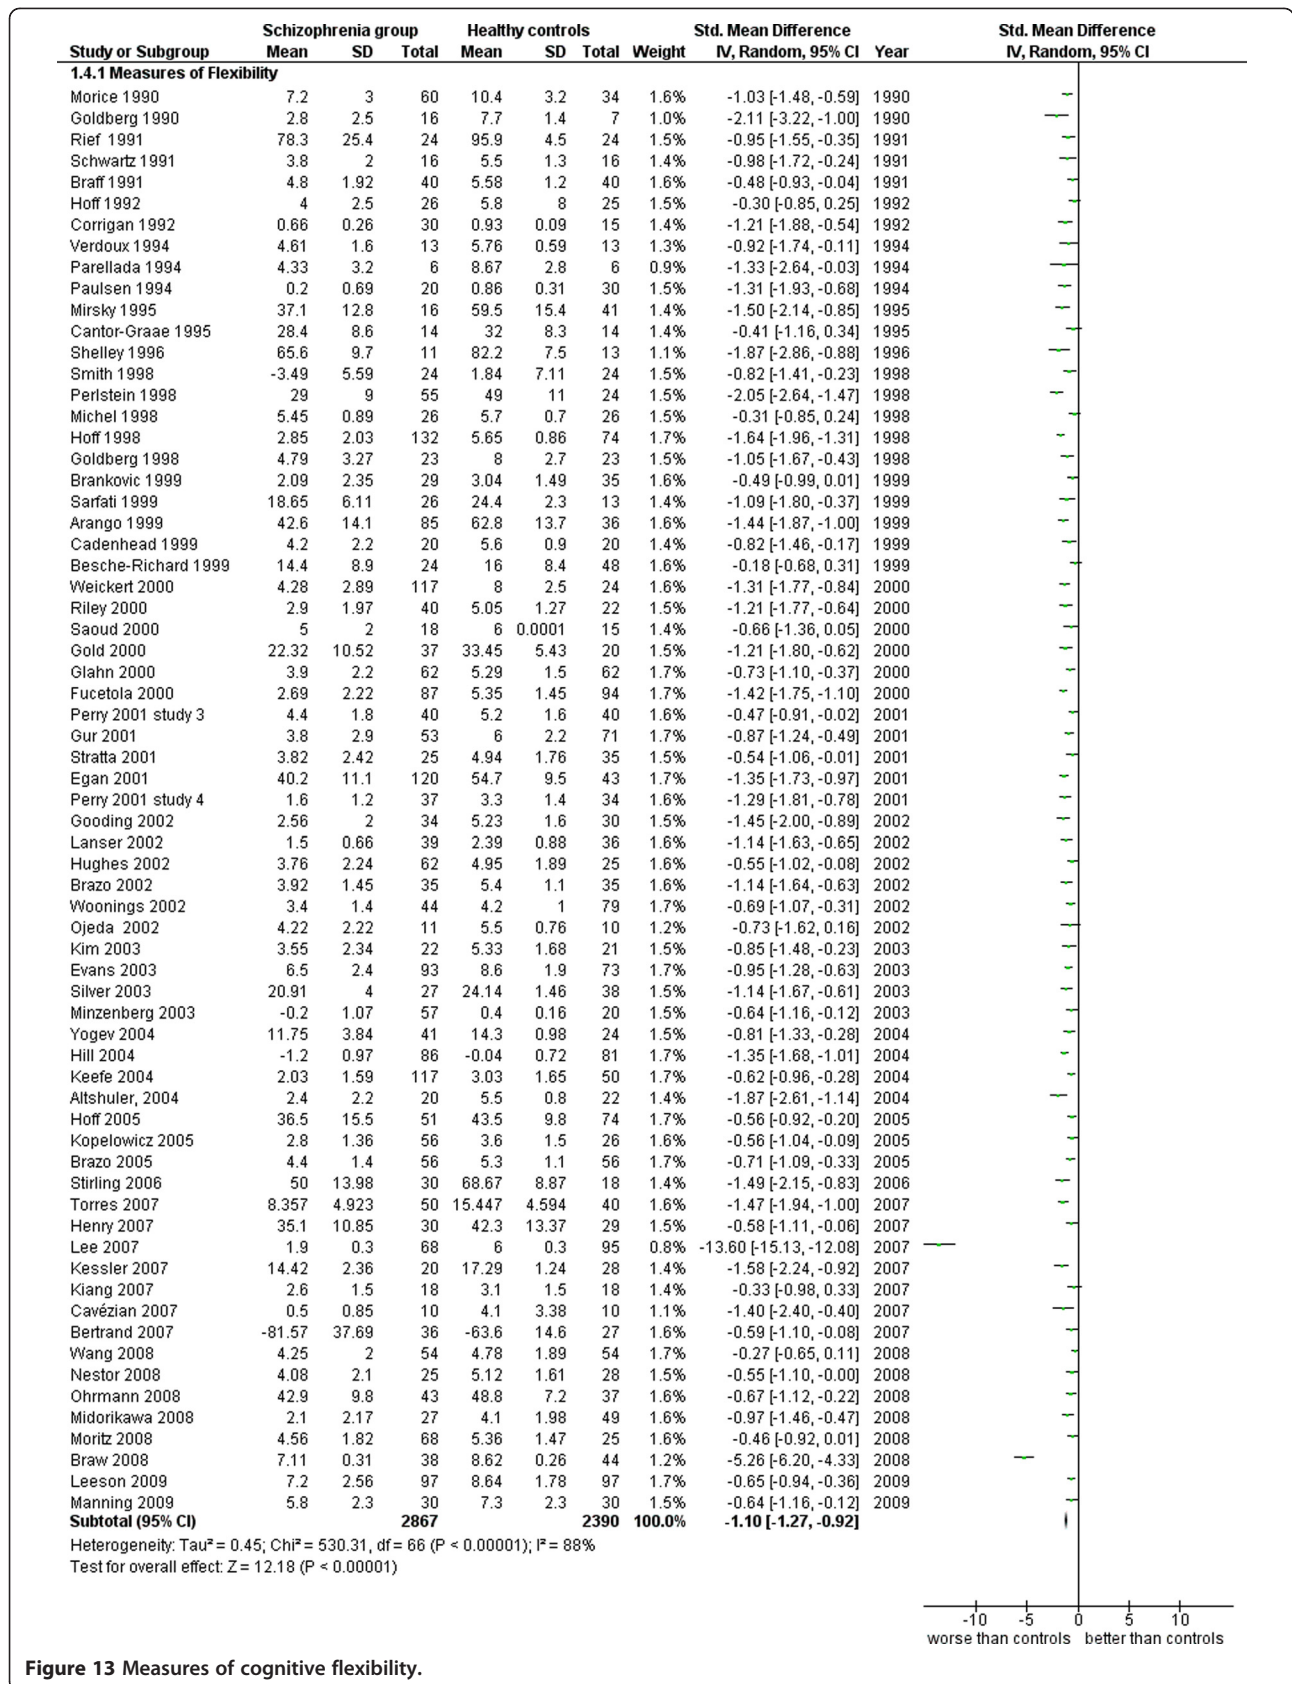 Schizophrenia group Healthy controls Std. Mean Difference Std. Mean Difference
Study or Subgroup Mean SD Total Mean SD Total Weight IV, Random, 95% CI Year IV, Random, 95% CI
1.4.1 Measures of Flexibility
Morice 1990 7.2 3 60 10.4 3.2 34 1.6% -1.03 [-1.48, -0.59] 1990
Goldberg 1990 2.8 2.5 16 7.7 1.4 7 1.0% -2.11 [-3.22, -1.00] 1990
Rief 1991 78.3 25.4 24 95.9 4.5 24 1.5% -0.95 [-1.55, -0.35] 1991
Schwartz 1991 3.8 2 16 5.5 1.3 16 1.4% -0.98 [-1.72, -0.24] 1991
Braff 1991 4.8 1.92 40 5.58 1.2 40 1.6% -0.48 [-0.93, -0.04] 1991
Hoff 1992 4 2.5 26 5.8 8 25 1.5% -0.30 [-0.85, 0.25] 1992
Corrigan 1992 0.66 0.26 30 0.93 0.09 15 1.4% -1.21 [-1.88, -0.54] 1992
Verdoux 1994 4.61 1.6 13 5.76 0.59 13 1.3% -0.92 [-1.74, -0.11] 1994
Parellada 1994 4.33 3.2 6 8.67 2.8 6 0.9% -1.33 [-2.64, -0.03] 1994
Paulsen 1994 0.2 0.69 20 0.86 0.31 30 1.5% -1.31 [-1.93, -0.68] 1994
Mirsky 1995 37.1 12.8 16 59.5 15.4 41 1.4% -1.50 [-2.14, -0.85] 1995
Cantor-Graae 1995 28.4 8.6 14 32 8.3 14 1.4% -0.41 [-1.16, 0.34] 1995
Shelley 1996 65.6 9.7 11 82.2 7.5 13 1.1% -1.87 [-2.86, -0.88] 1996
Smith 1998 -3.49 5.59 24 1.84 7.11 24 1.5% -0.82 [-1.41, -0.23] 1998
Perlstein 1998 29 9 55 49 11 24 1.5% -2.05 [-2.64, -1.47] 1998
Michel 1998 5.45 0.89 26 5.7 0.7 26 1.5% -0.31 [-0.85, 0.24] 1998
Hoff 1998 2.85 2.03 132 5.65 0.86 74 1.7% -1.64 [-1.96, -1.31] 1998
Goldberg 1998 4.79 3.27 23 8 2.7 23 1.5% -1.05 [-1.67, -0.43] 1998
Brankovic 1999 2.09 2.35 29 3.04 1.49 35 1.5% -0.49 [-0.99, 0.01] 1999
Sarfati 1999 18.65 6.11 26 24.4 2.3 13 1.4% -1.09 [-1.80, -0.37] 1999
Arango 1999 42.6 14.1 85 62.8 13.7 36 1.6% -1.44 [-1.87, -1.00] 1999
Cadenhead 1999 4.2 2.2 20 5.6 0.9 20 1.4% -0.82 [-1.46, -0.17] 1999
Besche-Richard 1999 14.4 8.9 24 16 8.4 48 1.6% -0.18 [-0.68, 0.31] 1999
Weickert 2000 4.28 2.89 117 8 2.5 24 1.6% -1.31 [-1.77, -0.84] 2000
Riley 2000 2.9 1.97 40 5.05 1.27 22 1.5% -1.21 [-1.77, -0.64] 2000
Saoud 2000 5 2 18 6 0.0001 15 1.4% -0.66 [-1.36, 0.05] 2000
Gold 2000 22.32 10.52 37 33.45 5.43 20 1.5% -1.21 [-1.80, -0.62] 2000
Glahn 2000 3.9 2.2 62 5.29 1.5 62 1.7% -0.73 [-1.10, -0.37] 2000
Fucetola 2000 2.69 2.22 87 5.35 1.45 94 1.7% -1.42 [-1.75, -1.10] 2000
Perry 2001 study 3 4.4 1.8 40 5.2 1.6 40 1.6% -0.47 [-0.91, -0.02] 2001
Gur 2001 3.8 2.9 53 6 2.2 71 1.7% -0.87 [-1.24, -0.49] 2001
Stratta 2001 3.82 2.42 25 4.94 1.76 35 1.5% -0.54 [-1.06, -0.01] 2001
Egan 2001 40.2 11.1 120 54.7 9.5 43 1.6% -1.35 [-1.73, -0.97] 2001
Perry 2001 study 4 1.6 1.2 37 3.3 1.4 34 1.6% -1.29 [-1.81, -0.78] 2001
Gooding 2002 2.56 2 34 5.23 1.6 30 1.5% -1.45 [-2.00, -0.89] 2002
Lanser 2002 1.5 0.66 39 2.39 0.88 36 1.6% -1.14 [-1.63, -0.65] 2002
Hughes 2002 3.76 2.24 62 4.95 1.89 25 1.6% -0.55 [-1.02, -0.08] 2002
Brazo 2002 3.92 1.45 35 5.4 1.1 35 1.6% -1.14 [-1.64, -0.63] 2002
Woonings 2002 3.4 1.4 44 4.2 1 79 1.7% -0.69 [-1.07, -0.31] 2002
Ojeda 2002 4.22 2.22 11 5.5 0.76 10 1.2% -0.73 [-1.62, 0.16] 2002
Kim 2003 3.55 2.34 22 5.33 1.68 21 1.5% -0.85 [-1.48, -0.23] 2003
Evans 2003 6.5 2.4 93 8.6 1.9 73 1.7% -0.95 [-1.28, -0.63] 2003
Silver 2003 20.91 4 27 24.14 1.46 38 1.5% -1.14 [-1.67, -0.61] 2003
Minzenberg 2003 -0.2 1.07 57 0.4 0.16 20 1.5% -0.64 [-1.16, -0.12] 2003
Yogev 2004 11.75 3.84 41 14.3 0.98 24 1.5% -0.81 [-1.33, -0.28] 2004
Hill 2004 -1.2 0.97 86 -0.04 0.72 81 1.7% -1.35 [-1.68, -1.01] 2004
Keefe 2004 2.03 1.59 117 3.03 1.65 50 1.7% -0.62 [-0.96, -0.28] 2004
Altshuler, 2004 2.4 2.2 20 5.5 0.8 22 1.4% -1.87 [-2.61, -1.14] 2004
Hoff 2005 36.5 15.5 51 43.5 9.8 74 1.7% -0.56 [-0.92, -0.20] 2005
Kopelowicz 2005 2.8 1.36 56 3.6 1.5 26 1.6% -0.56 [-1.04, -0.09] 2005
Brazo 2005 4.4 1.4 56 5.3 1.1 56 1.7% -0.71 [-1.09, -0.33] 2005
Stirling 2006 50 13.98 30 68.67 8.87 18 1.4% -1.49 [-2.15, -0.83] 2006
Torres 2007 8.357 4.923 50 15.447 4.594 40 1.6% -1.47 [-1.94, -1.00] 2007
Henry 2007 35.1 10.85 30 42.3 13.37 29 1.5% -0.58 [-1.11, -0.06] 2007
Lee 2007 1.9 0.3 68 6 0.3 95 0.8% -13.60 [-15.13, -12.08] 2007
Kessler 2007 14.42 2.36 20 17.29 1.24 28 1.4% -1.58 [-2.24, -0.92] 2007
Kiang 2007 2.6 1.5 18 3.1 1.5 18 1.4% -0.33 [-0.98, 0.33] 2007
Cavézian 2007 0.5 0.85 10 4.1 3.38 10 1.1% -1.40 [-2.40, -0.40] 2007
Bertrand 2007 -81.57 37.69 36 -63.6 14.6 27 1.6% -0.59 [-1.10, -0.08] 2007
Wang 2008 4.25 2 54 4.78 1.89 54 1.6% -0.27 [-0.65, 0.11] 2008
Nestor 2008 4.08 2.1 25 5.12 1.61 28 1.5% -0.55 [-1.10, -0.00] 2008
Ohrmann 2008 42.9 9.8 43 48.8 7.2 37 1.6% -0.67 [-1.12, -0.22] 2008
Midorikawa 2008 2.1 2.17 27 4.1 1.98 49 1.6% -0.97 [-1.46, -0.47] 2008
Moritz 2008 4.56 1.82 68 5.36 1.47 25 1.6% -0.46 [-0.92, 0.01] 2008
Braw 2008 7.11 0.31 38 8.62 0.26 44 1.2% -5.26 [-6.20, -4.33] 2008
Leeson 2009 7.2 2.56 97 8.64 1.78 97 1.7% -0.65 [-0.94, -0.36] 2009
Manning 2009 5.8 2.3 30 7.3 2.3 30 1.5% -0.64 [-1.16, -0.12] 2009
Subtotal (95% CI) 2867 2390 100.0% -1.10 [-1.27, -0.92]
Heterogeneity: Tau² = 0.45; Chi² = 530.31, df = 66 (P < 0.00001); I² = 88%
Test for overall effect: Z = 12.18 (P < 0.00001)
-10 -5 0 5 10
worse than controls better than controls
Figure 13 Measures of cognitive flexibility.